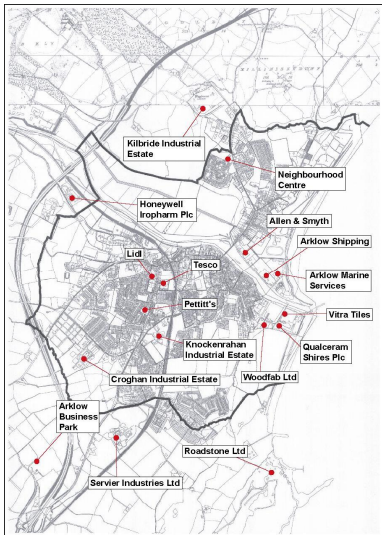 Kilbride Industrial
Estate
Neighbourhood
Centre
Honeywell
Iropharm Plc
Allen & Smyth
Arklow Shipping
Lidl
Tesco
Arklow Marine
Services
Pettitt's
Vitra Tiles
Knockenrahan
Industrial Estate
Qualceram
Shires Plc
Woodfab Ltd
Croghan Industrial Estate
Arklow
Business
Park
Roadstone Ltd
Servier Industries Ltd